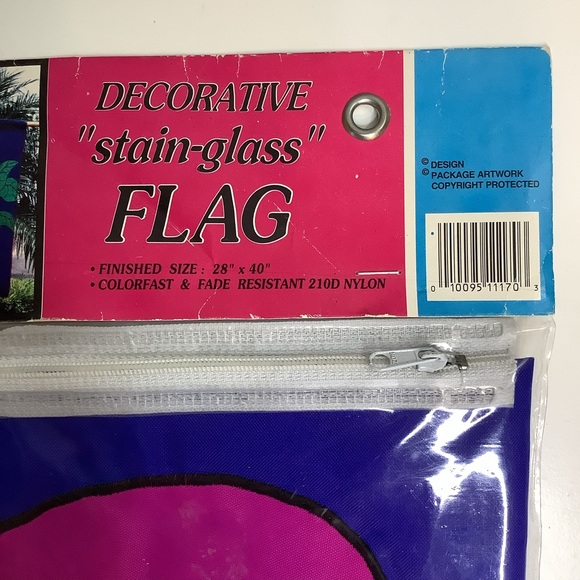 DECORATIVE
"stain-glass"
FLAG
• FINISHED SIZE : 28" x 40"
• COLORFAST & FADE RESISTANT 210D NYLON
© DESIGN
© PACKAGE ARTWORK
COPYRIGHT PROTECTED
0 10095 11170 3